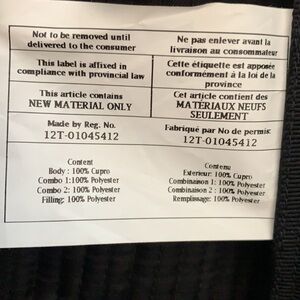 Not to be removed until
delivered to the consumer
Ne pas enlever avant la
livraison au consommateur
This label is affixed in
compliance with provincial law
Cette étiquette est apposée
conformément à la loi de la
province
This article contains
NEW MATERIAL ONLY
Cet article contient des
MATÉRIAUX NEUFS
SEULEMENT
Made by Reg. No.
12T-01045412
Fabriqué par No de permis:
12T-01045412
Content
Body : 100% Cupro
Combo 1:100% Polyester
Combo 2: 100% Polyester
Filling: 100% Polyester
Contenu
Exterieur: 100% Cupro
Combinaison 1: 100% Polyester
Combinaison 2 : 100% Polyester
Remplissage: 100% Polyester